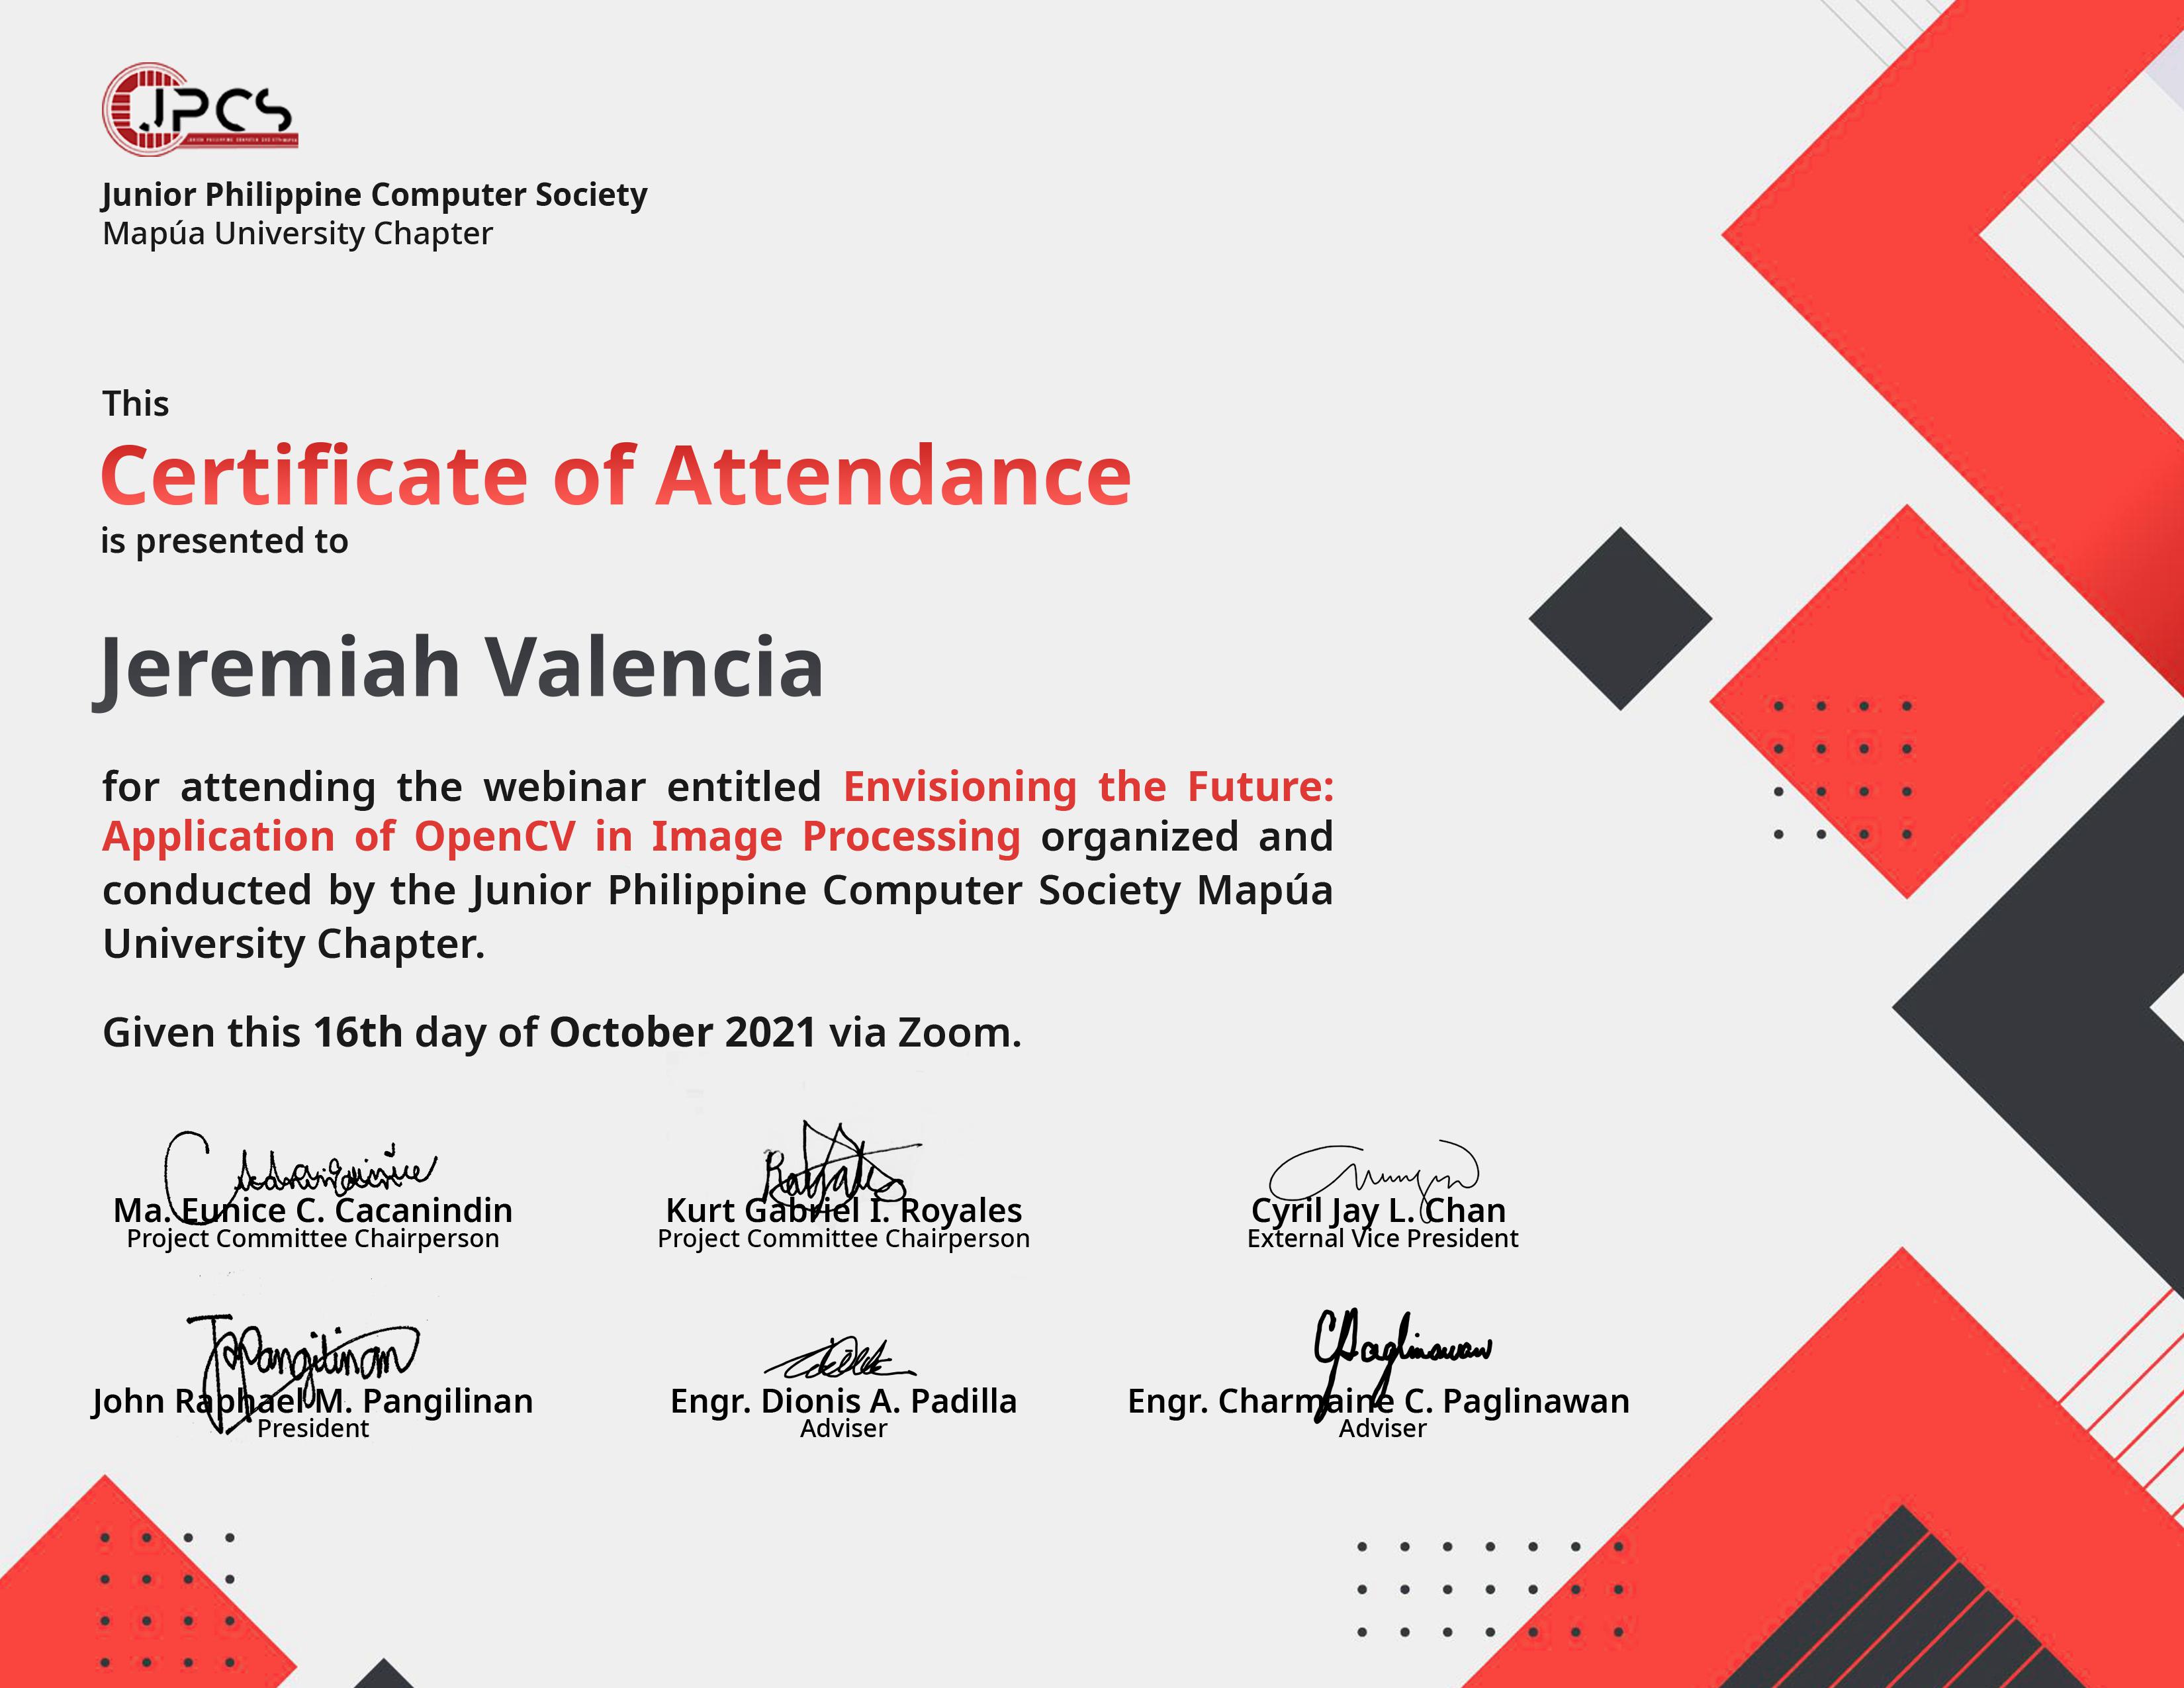 JPCS
Junior Philippine Computer Society
Mapúa University Chapter
This
Certificate of Attendance
is presented to
Jeremiah Valencia
for attending the webinar entitled Envisioning the Future:
Application of OpenCV in Image Processing organized and
conducted by the Junior Philippine Computer Society Mapúa
University Chapter.
Given this 16th day of October 2021 via Zoom.
Ma. Eunice C. Cacanindin
Project Committee Chairperson
Kurt Gabriel I. Royales
Project Committee Chairperson
Cyril Jay L. Chan
External Vice President
John Raphael M. Pangilinan
President
Engr. Dionis A. Padilla
Adviser
Engr. Charmaine C. Paglinawan
Adviser